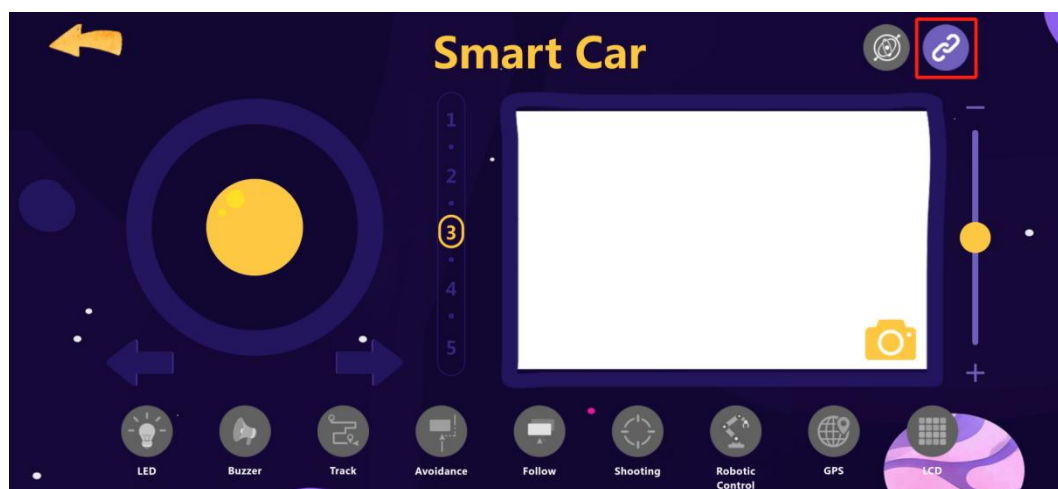 Smart Car
1
2
3
4
5
LED
Buzzer
Track
Avoidance
Follow
Shooting
Robotic
Control
GPS
LCD